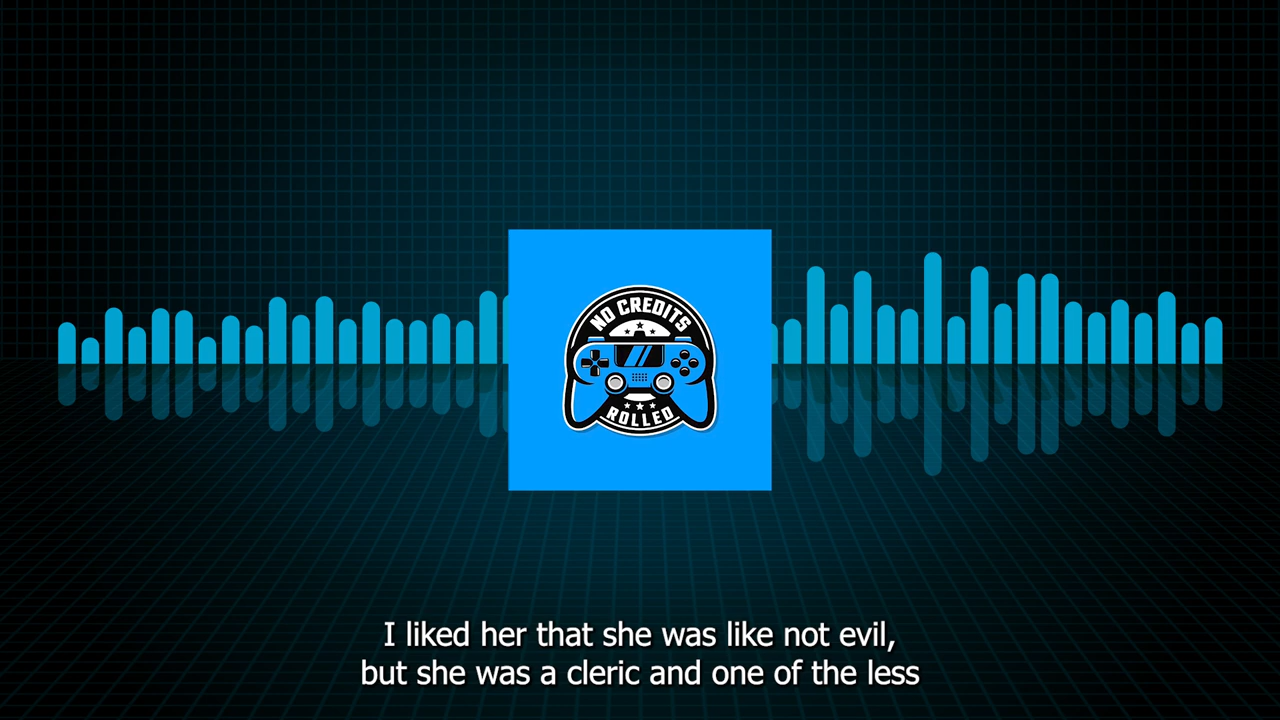 NO CREDITS
ROLLED
I liked her that she was like not evil,
but she was a cleric and one of the less